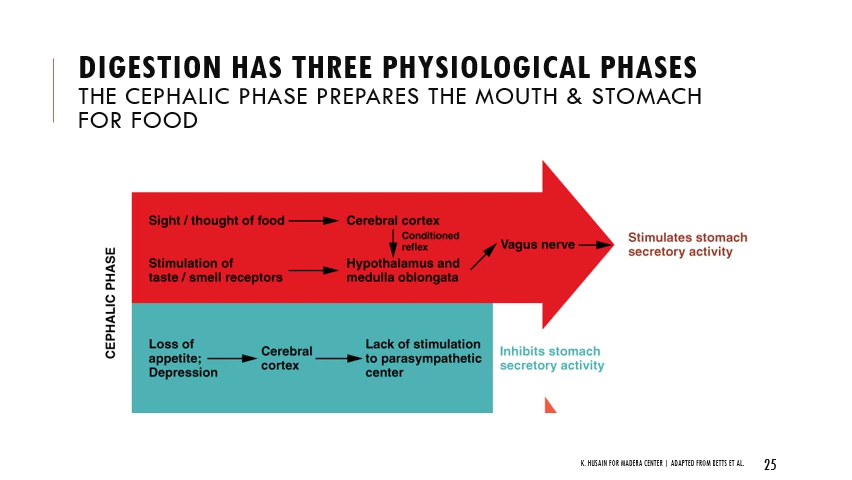 DIGESTION HAS THREE PHYSIOLOGICAL PHASES
THE CEPHALIC PHASE PREPARES THE MOUTH & STOMACH
FOR FOOD
CEPHALIC PHASE
Sight / thought of food
Cerebral cortex
Conditioned
reflex
Stimulation of
taste / smell receptors
Hypothalamus and
medulla oblongata
Vagus nerve
Stimulates stomach
secretory activity
Loss of
appetite;
Depression
Cerebral
cortex
Lack of stimulation
to parasympathetic
center
Inhibits stomach
secretory activity
K. HUSAIN FOR MADERA CENTER | ADAPTED FROM BETTS ET AL.
25